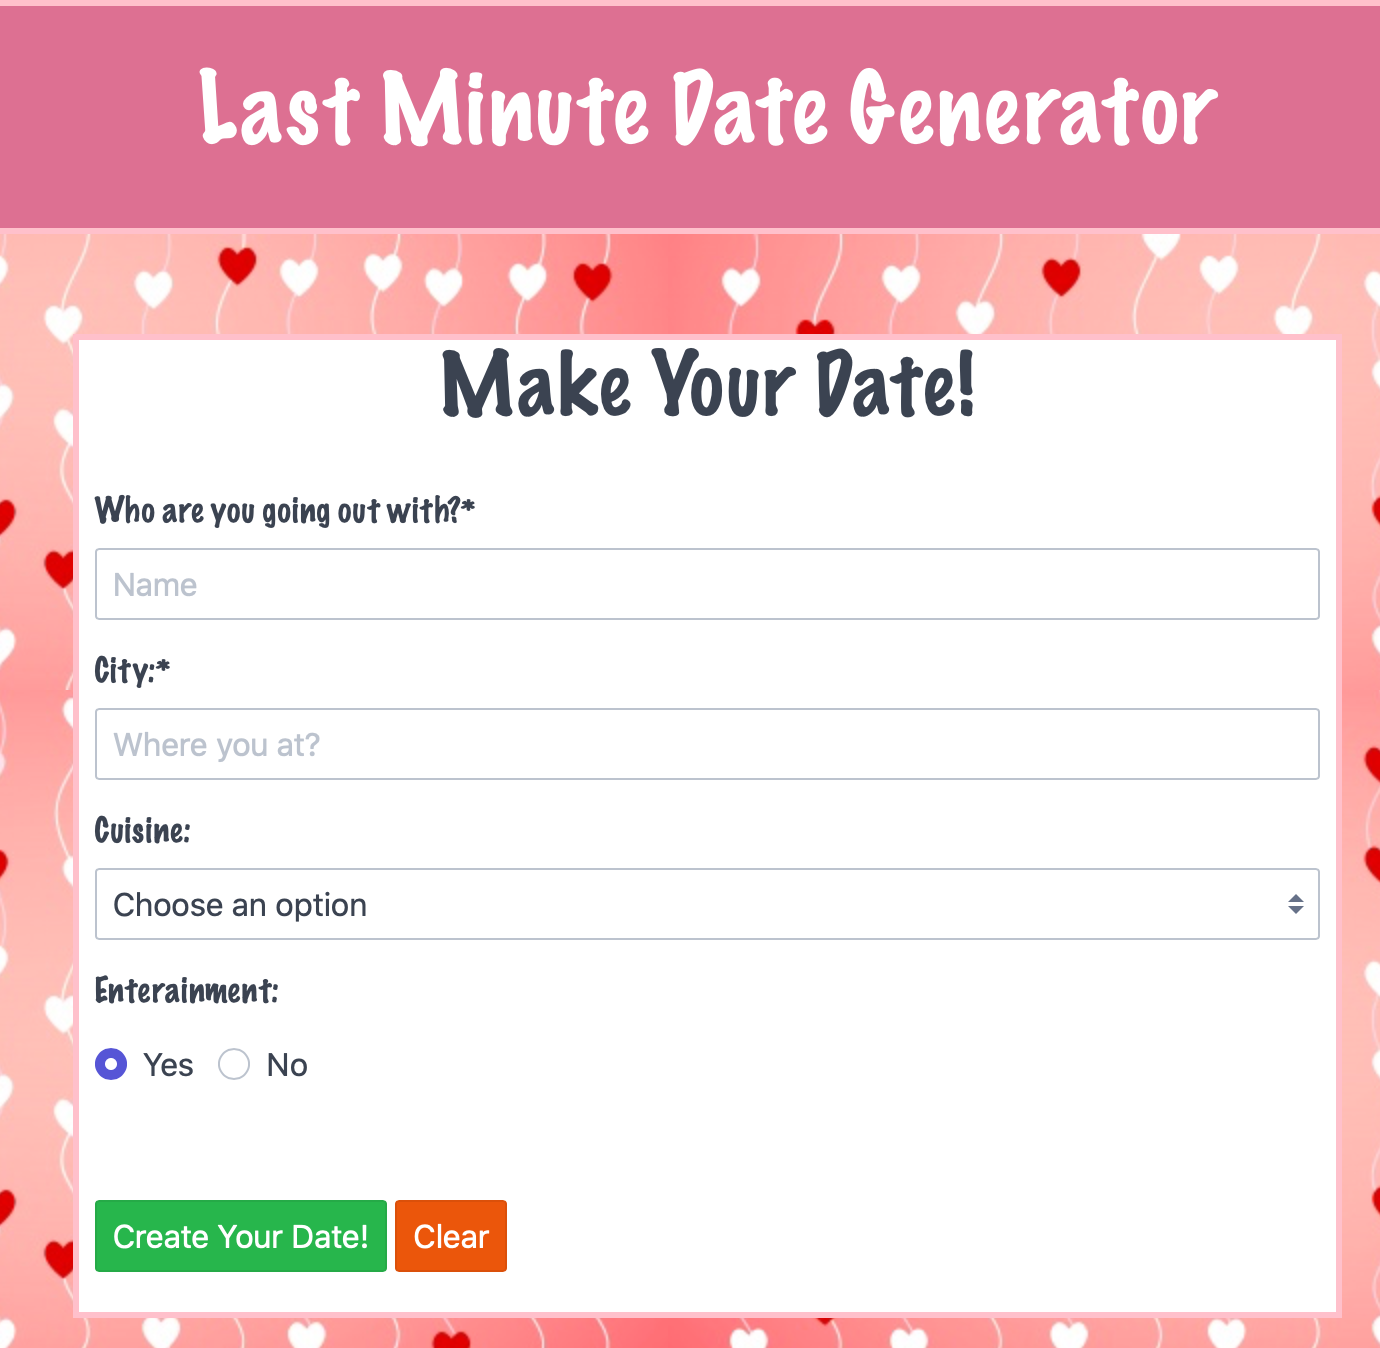 Last Minute Date Generator
Make Your Date!
Who are you going out with?*
Name
City:*
Where you at?
Cuisine:
Choose an option
Enterainment:
Yes No
Create Your Date! Clear